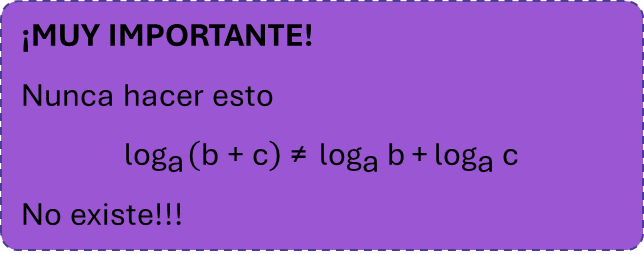 ¡MUY IMPORTANTE!
Nunca hacer esto
logₐ(b + c) ≠ logₐ b + logₐ c
No existe!!!